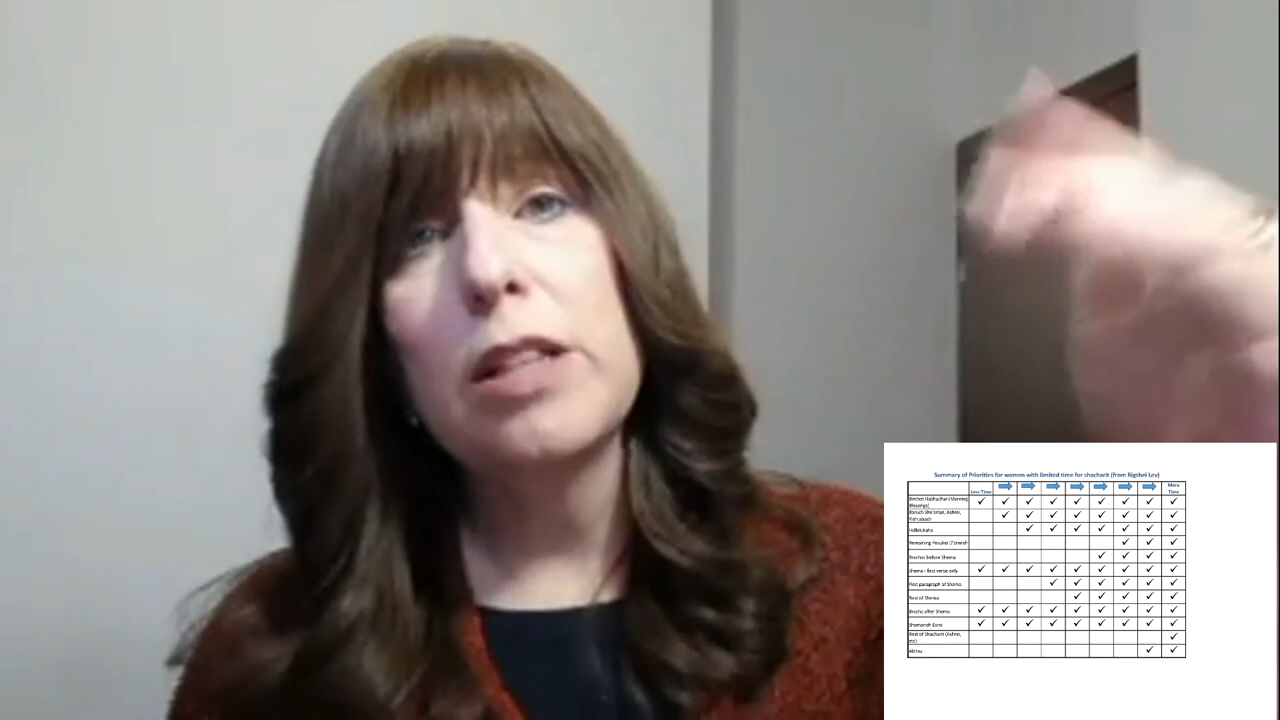 Summary of Priorities for women with limited time for shacharit (from Rigshei Lev)
Less Time
More
Time
Birchot HaShachar (Morning
Blessings)
Baruch She'amar, Ashrei,
Yishtabach
Hallelukahs
Remaining Pesukei D'zimrah
Brachot before Shema
Shema - first verse only
First paragraph of Shema
Rest of Shema
Bracha after Shema
Shemoneh Esrei
Rest of Shacharit (Ashrei,
etc)
Aleinu